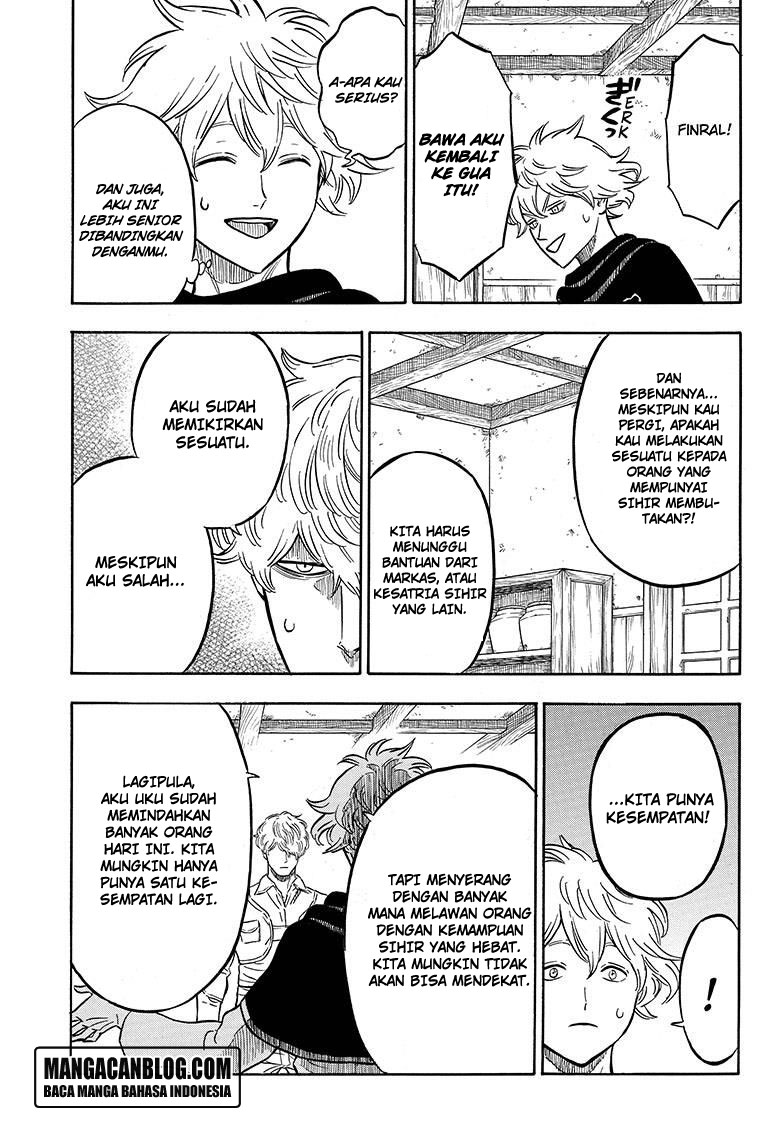 FINRAL!
ERK
BAWA AKU
KEMBALI
KE GUA
ITU!
A-APA KAU
SERIUS?
DAN JUGA,
AKU INI
LEBIH SENIOR
DIBANDINGKAN
DENGANMU.
DAN
SEBENARNYA...
MESKIPUN KAU
PERGI, APAKAH
KAU MELAKUKAN
SESUATU KEPADA
ORANG YANG
MEMPUNYAI
SIHIR MEMBU-
TAKAN?!
KITA HARUS
MENUNGGU
BANTUAN DARI
MARKAS, ATAU
KESATRIA SIHIR
YANG LAIN.
AKU SUDAH
MEMIKIRKAN
SESUATU.
MESKIPUN
AKU SALAH...
...KITA PUNYA
KESEMPATAN!
!
TAPI MENYERANG
DENGAN BANYAK
MANA MELAWAN ORANG
DENGAN KEMAMPUAN
SIHIR YANG HEBAT.
KITA MUNGKIN TIDAK
AKAN BISA MENDEKAT.
LAGIPULA,
AKU UKU SUDAH
MEMINDAHKAN
BANYAK ORANG
HARI INI. KITA
MUNGKIN HANYA
PUNYA SATU KE-
SEMPATAN LAGI.
MANGACANBLOG.COM
BACA MANGA BAHASA INDONESIA